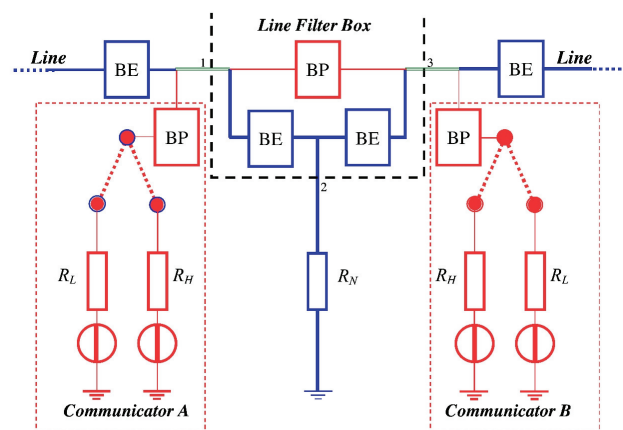 Line Filter Box
Line
BE
1
BP
3
BE
Line
BP
BE
BE
BP
2
R_L
R_H
R_N
R_H
R_L
Communicator A
Communicator B